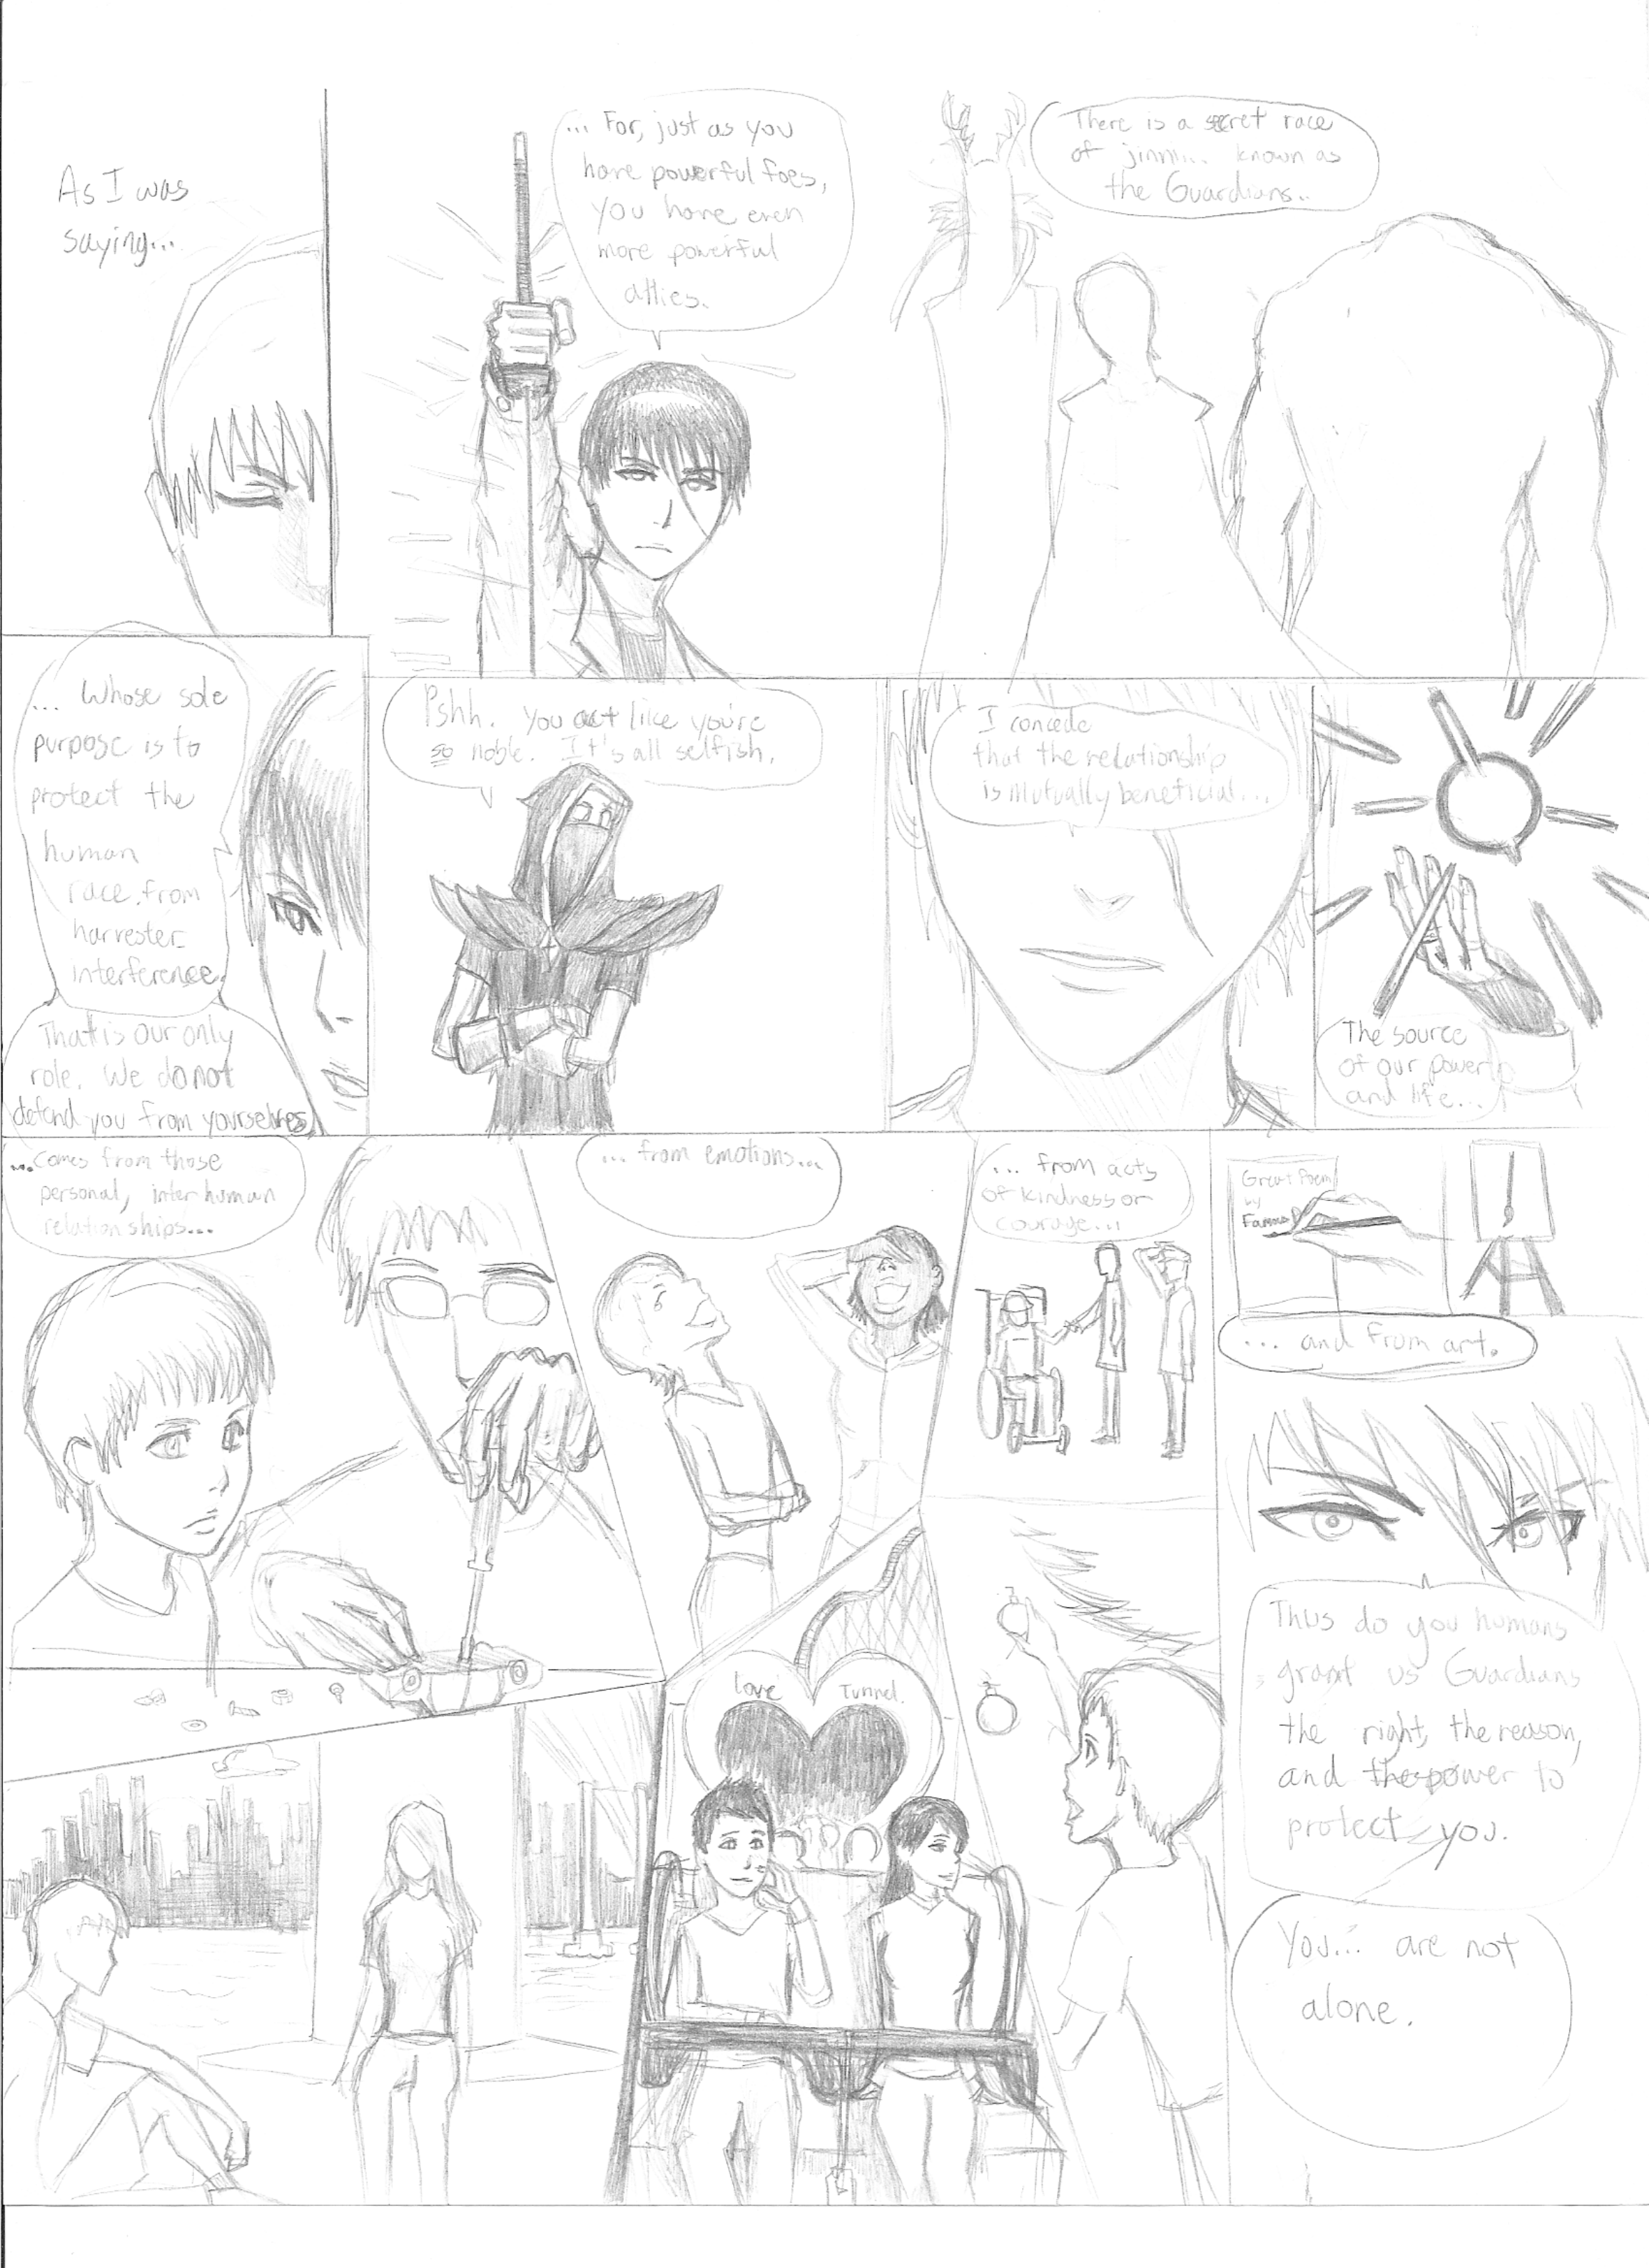 As I was
saying...
... For, just as you
have powerful foes,
you have even
more powerful
allies.
There is a secret race
of jinni... known as
the Guardians..
... Whose sole
purpose is to
protect the
human
race from
harvester
interference.
That is our only
role. We do not
defend you from yourselves.
Pshh. You act like you're
so noble. It's all selfish.
I concede
that the relationship
is mutually beneficial...
The source
of our power
and life...
... comes from those
personal, inter human
relationships...
... from emotions...
... from acts
of kindness or
courage...
Great Poem
by
Famous P
... and from art.
Love Tunnel.
Thus do you humans
grant us Guardians
the right, the reason,
and the power to
protect you.
You... are not
alone.